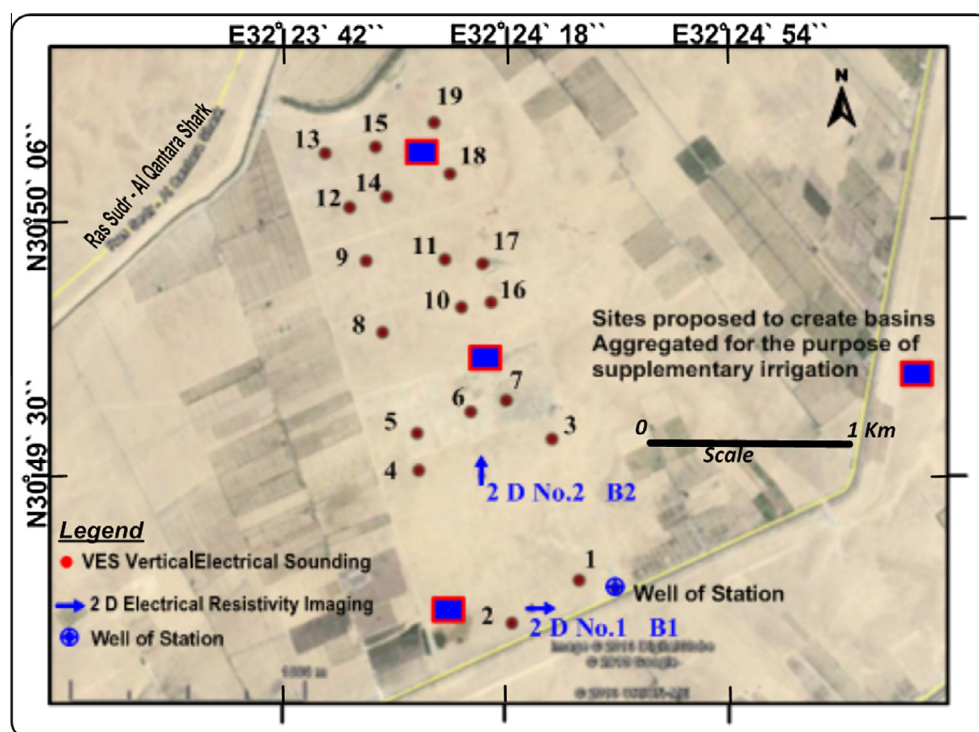 E32°23` 42`` E32°24` 18`` E32°24` 54``
N
19
Ras Sudr - Al Qantara Shark
13 15
18
14
12
N30°50` 06``
9 11 17
10 16
8
Sites proposed to create basins
Aggregated for the purpose of
supplementary irrigation
7
6
5 3
0 1 Km
Scale
4
N30°49` 30``
2 D No.2 B2
Legend
VES VerticalElectrical Sounding
1
2 D Electrical Resistivity Imaging
Well of Station
Well of Station
2
2 D No.1 B1